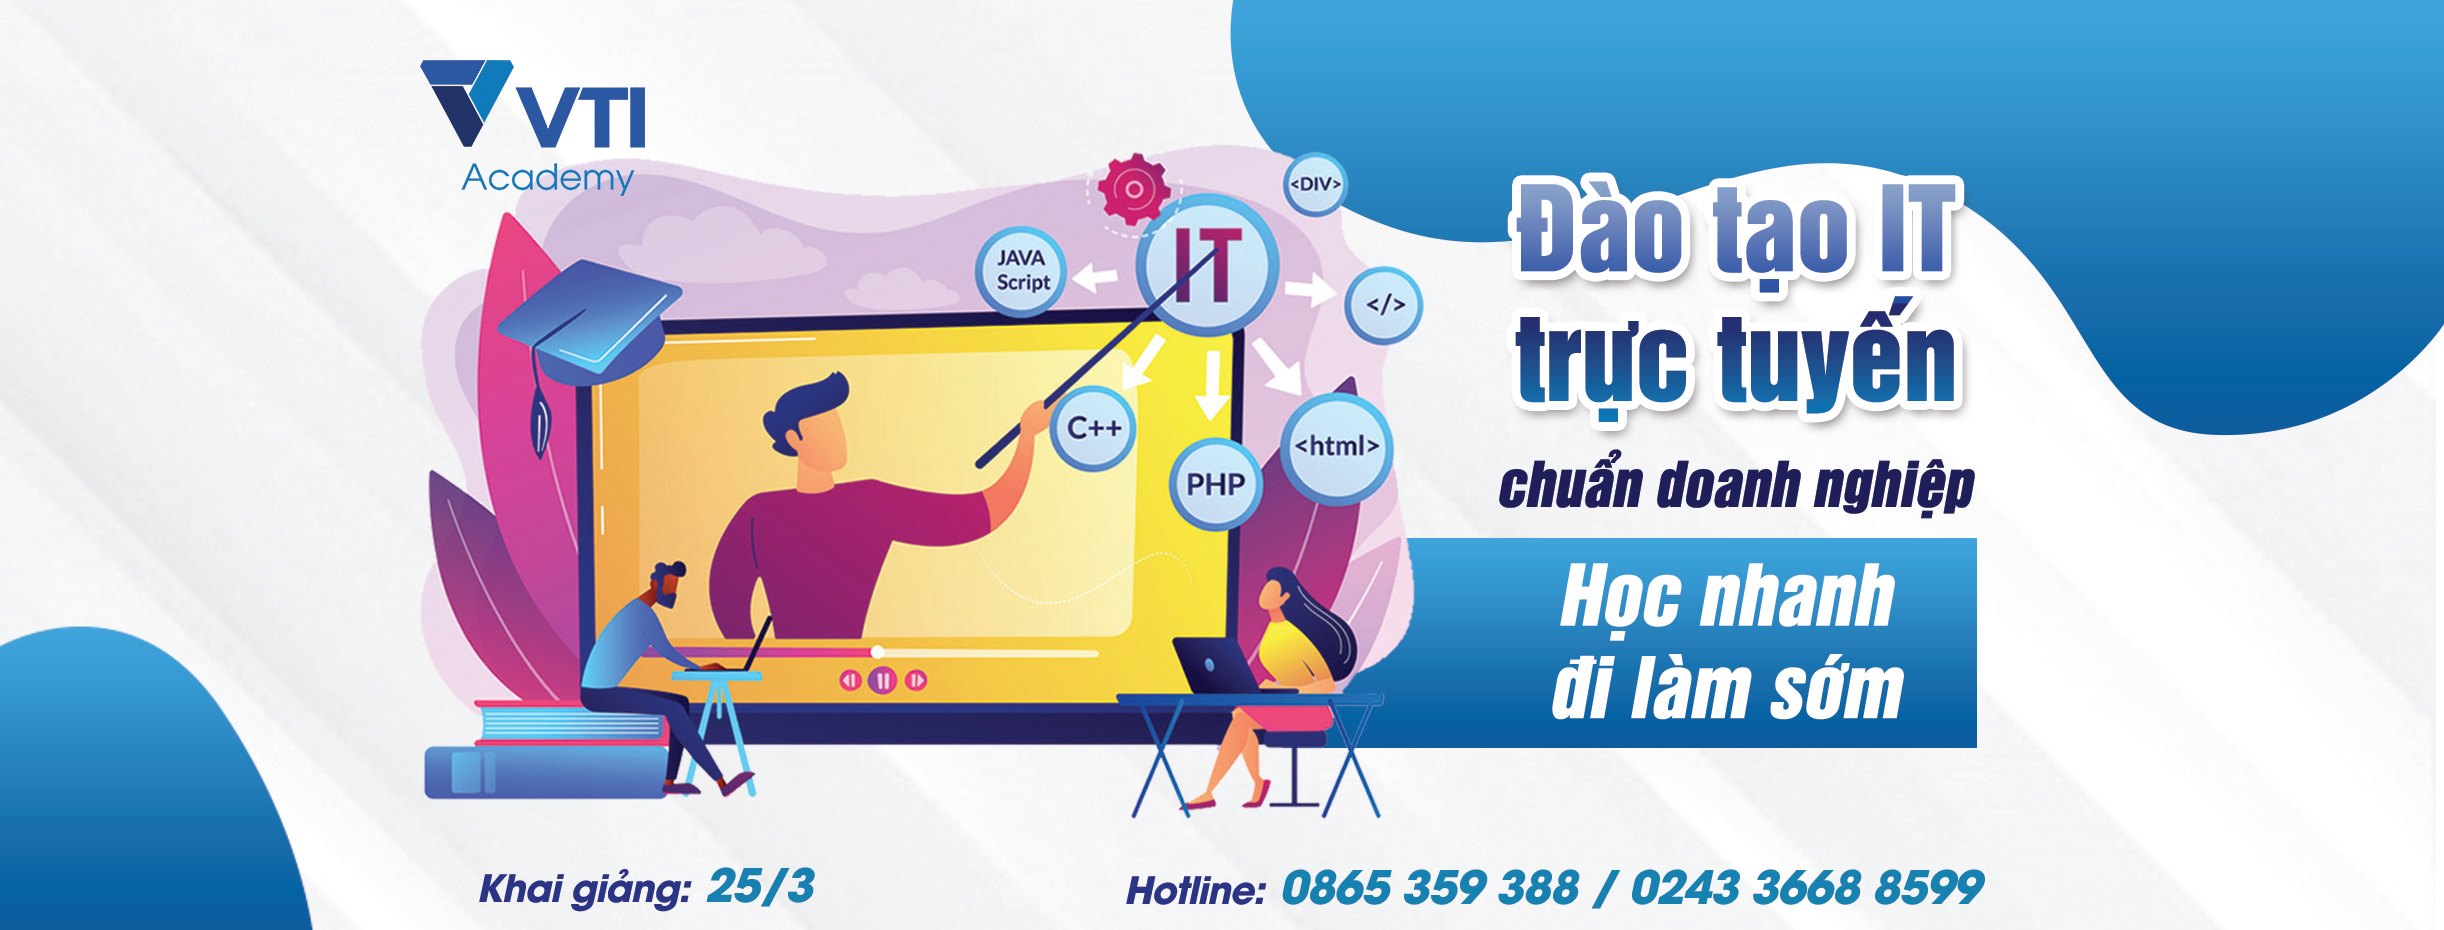 VTI
Academy
IT
<DIV>
JAVA
Script
</>
C++
PHP
<html>
Đào tạo IT
trực tuyến
chuẩn doanh nghiệp
Học nhanh
đi làm sớm
Khai giảng: 25/3
Hotline: 0865 359 388 / 0243 3668 8599